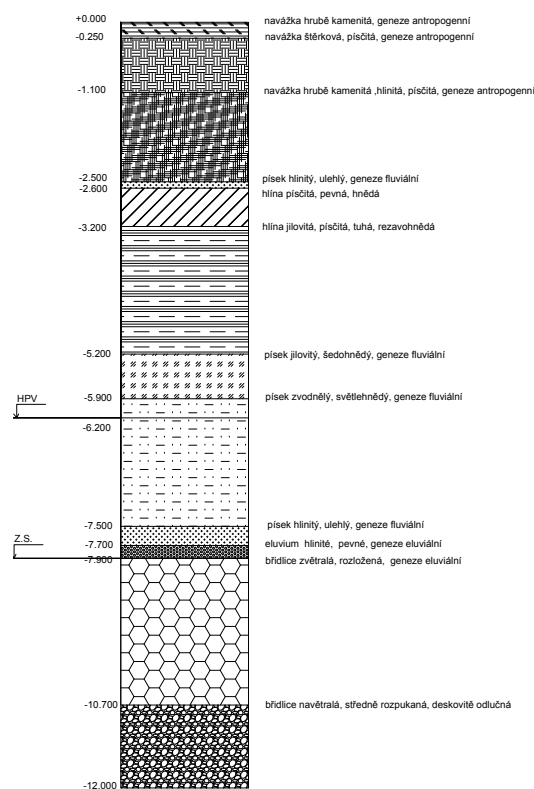 +0.000 navážka hrubě kamenitá, geneze antropogenní
-0.250 navážka štěrková, písčitá, geneze antropogenní
-1.100 navážka hrubě kamenitá ,hlinitá, písčitá, geneze antropogenní
-2.500 písek hlinitý, ulehlý, geneze fluviální
-2.600 hlína písčitá, pevná, hnědá
-3.200 hlína jilovitá, písčitá, tuhá, rezavohnědá
-5.200 písek jilovitý, šedohnědý, geneze fluviální
HPV -5.900 písek zvodnělý, světlehnědý, geneze fluviální
-6.200
-7.500 písek hlinitý, ulehlý, geneze fluviální
Z.S. -7.700 eluvium hlinité, pevné, geneze eluviální
-7.900 břidlice zvětralá, rozložená, geneze eluviální
-10.700 břidlice navětralá, středně rozpukaná, deskovitě odlučná
-12.000